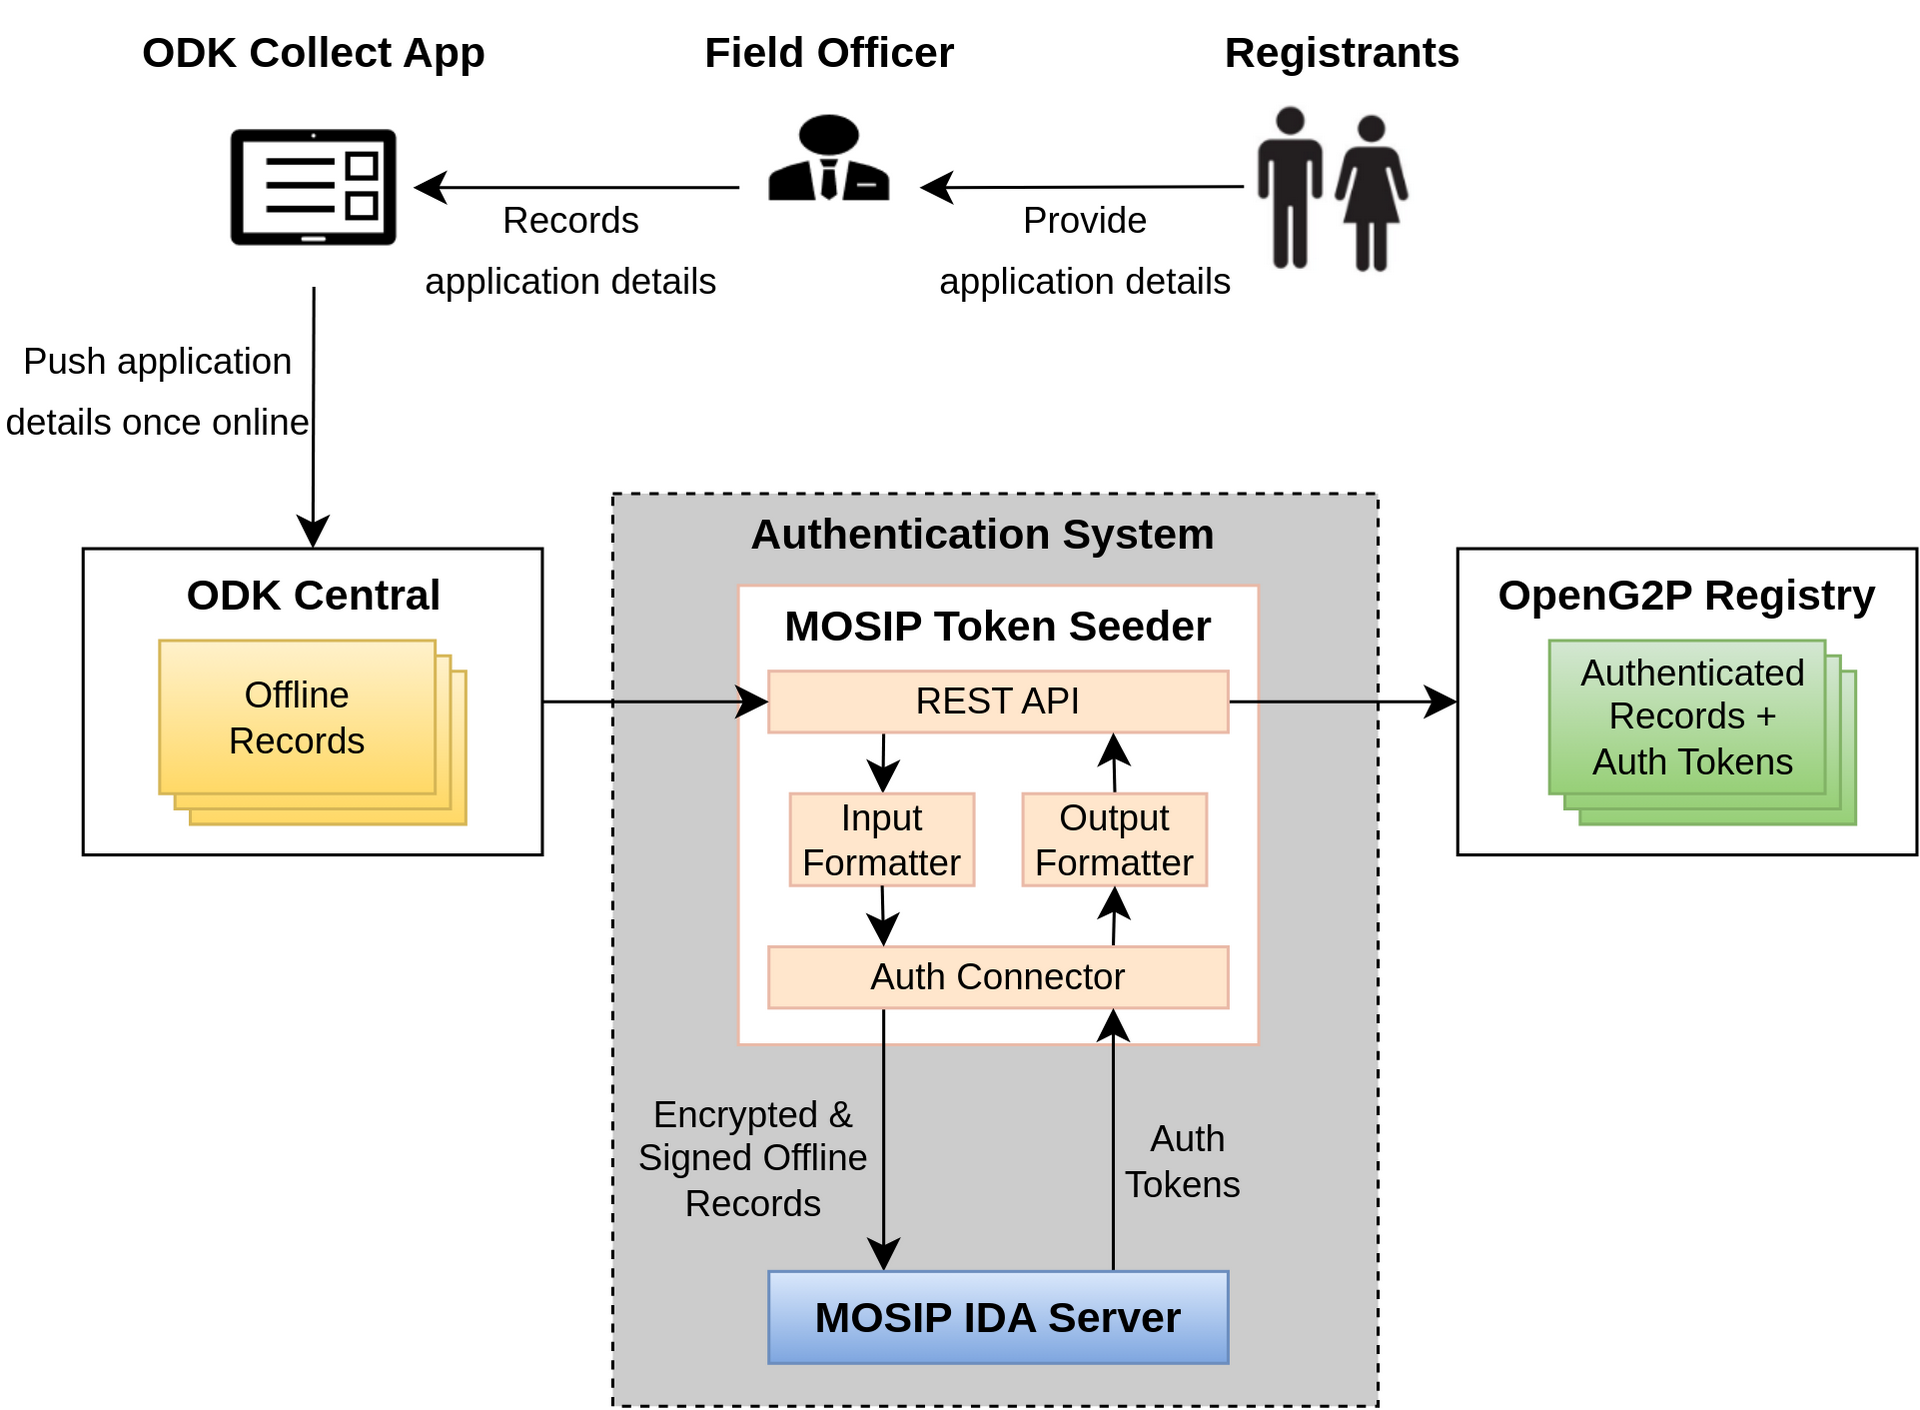 ODK Collect App
Field Officer
Registrants
Records
application details
Provide
application details
Push application
details once online
Authentication System
ODK Central
Offline
Records
MOSIP Token Seeder
REST API
Input
Formatter
Output
Formatter
Auth Connector
OpenG2P Registry
Authenticated
Records +
Auth Tokens
Encrypted &
Signed Offline
Records
Auth
Tokens
MOSIP IDA Server